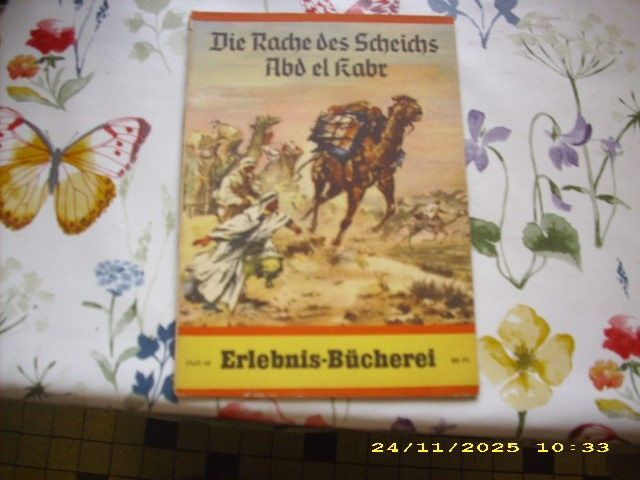 Die Rache des Scheichs
Abd el Kabr
Erlebnis-Bücherei
24/11/2025 10:33